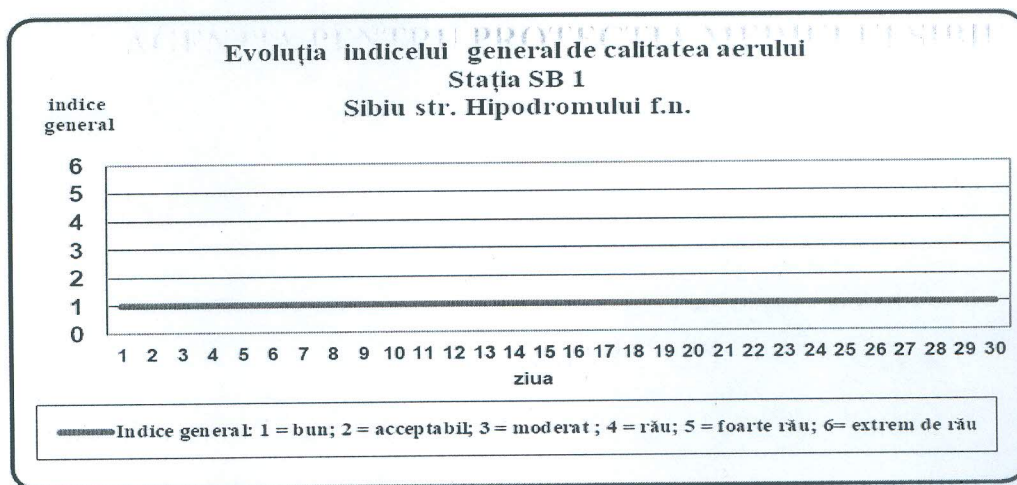 Evoluția indicelui general de calitatea aerului
Stația SB 1
Sibiu str. Hipodromului f.n.
indice
general
6
5
4
3
2
1
0
1 2 3 4 5 6 7 8 9 10 11 12 13 14 15 16 17 18 19 20 21 22 23 24 25 26 27 28 29 30
ziua
Indice general: 1 = bun; 2 = acceptabil; 3 = moderat ; 4 = rău; 5 = foarte rău; 6= extrem de rău